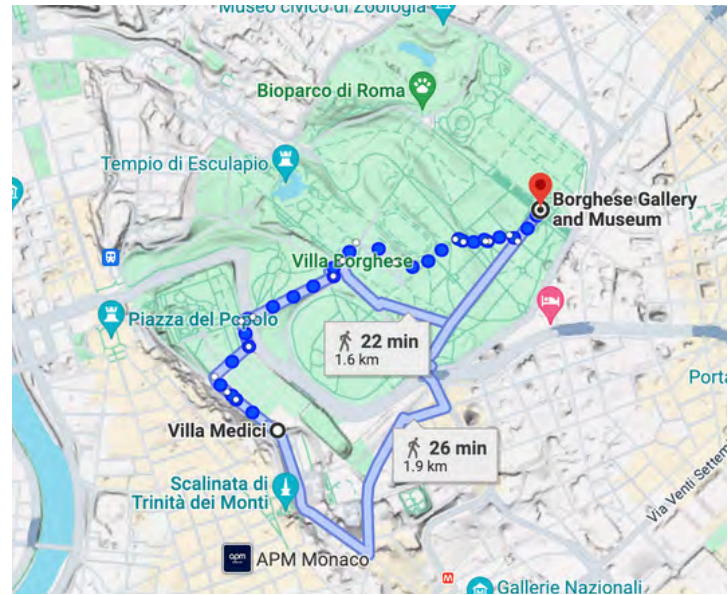 Museo civico di Zoologia
Bioparco di Roma
Tempio di Esculapio
Borghese Gallery
and Museum
Villa Borghese
Piazza del Popolo
22 min
1.6 km
Porta
Villa Medici
26 min
1.9 km
Scalinata di
Trinità dei Monti
Via Venti Settem
apm
APM Monaco
M
Gallerie Nazionali